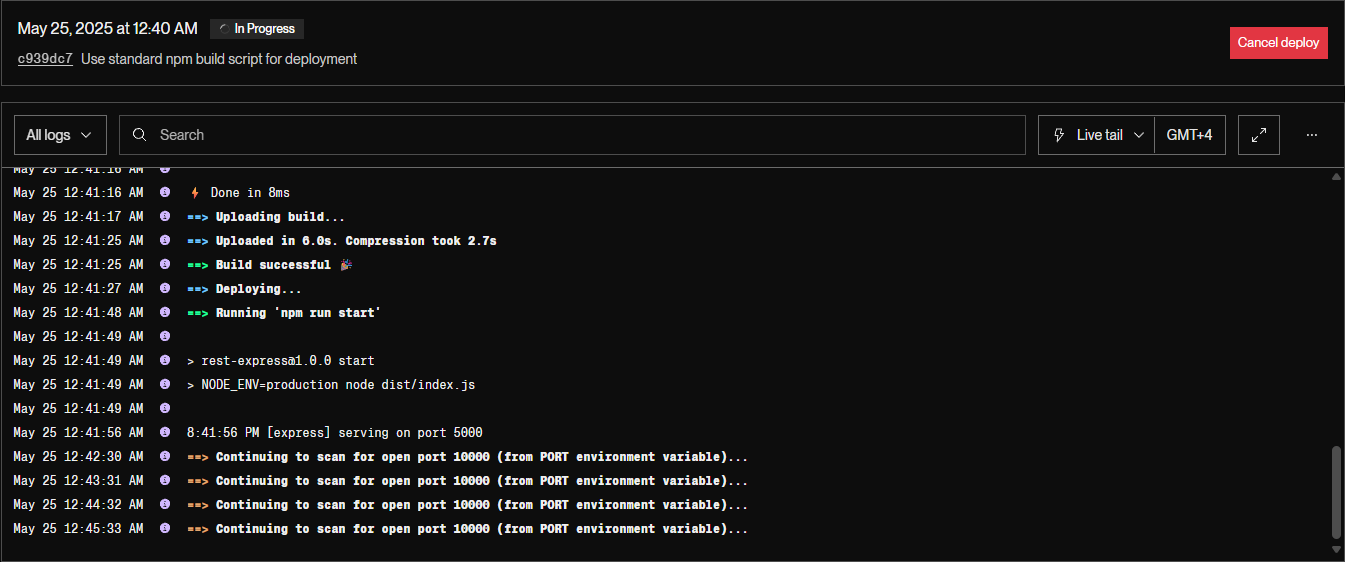 May 25, 2025 at 12:40 AM In Progress
Cancel deploy
c939dc7 Use standard npm build script for deployment
All logs Search Live tail GMT+4
May 25 12:41:16 AM
May 25 12:41:16 AM Done in 8ms
May 25 12:41:17 AM ==> Uploading build...
May 25 12:41:25 AM ==> Uploaded in 6.0s. Compression took 2.7s
May 25 12:41:25 AM ==> Build successful 🎉
May 25 12:41:27 AM ==> Deploying...
May 25 12:41:48 AM ==> Running 'npm run start'
May 25 12:41:49 AM
May 25 12:41:49 AM > rest-express@1.0.0 start
May 25 12:41:49 AM > NODE_ENV=production node dist/index.js
May 25 12:41:49 AM
May 25 12:41:56 AM 8:41:56 PM [express] serving on port 5000
May 25 12:42:30 AM ==> Continuing to scan for open port 10000 (from PORT environment variable)...
May 25 12:43:31 AM ==> Continuing to scan for open port 10000 (from PORT environment variable)...
May 25 12:44:32 AM ==> Continuing to scan for open port 10000 (from PORT environment variable)...
May 25 12:45:33 AM ==> Continuing to scan for open port 10000 (from PORT environment variable)...